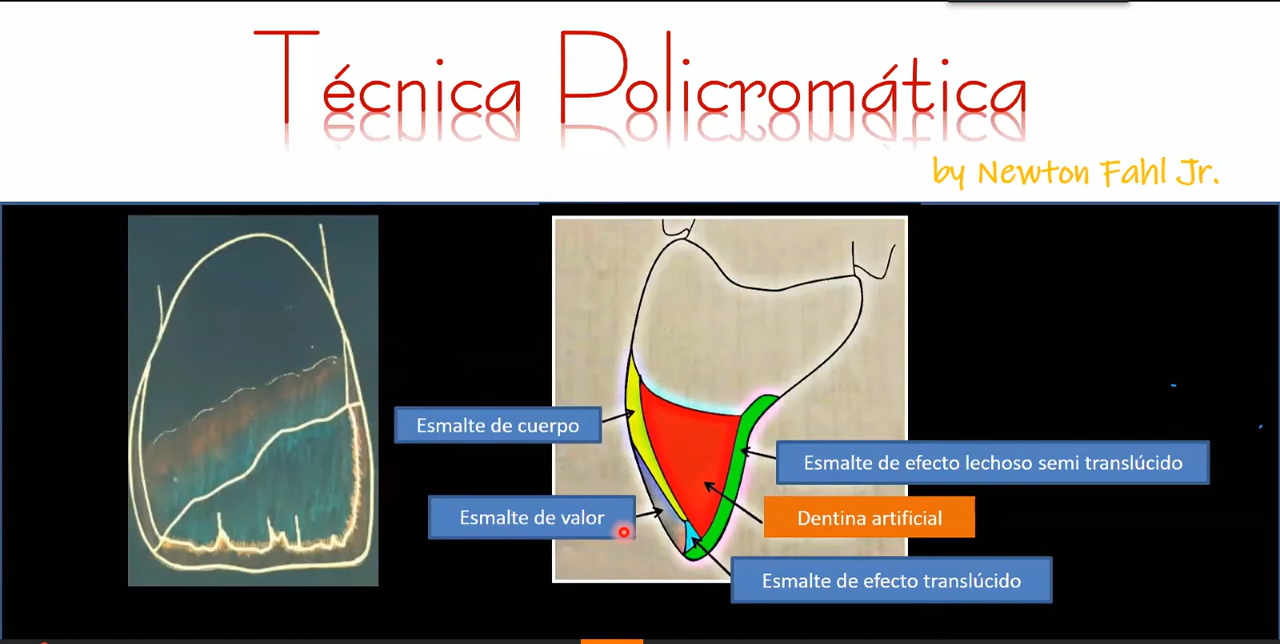 Técnica Policromática
by Newton Fahl Jr.
Esmalte de cuerpo
Esmalte de efecto lechoso semi translúcido
Esmalte de valor
Dentina artificial
Esmalte de efecto translúcido